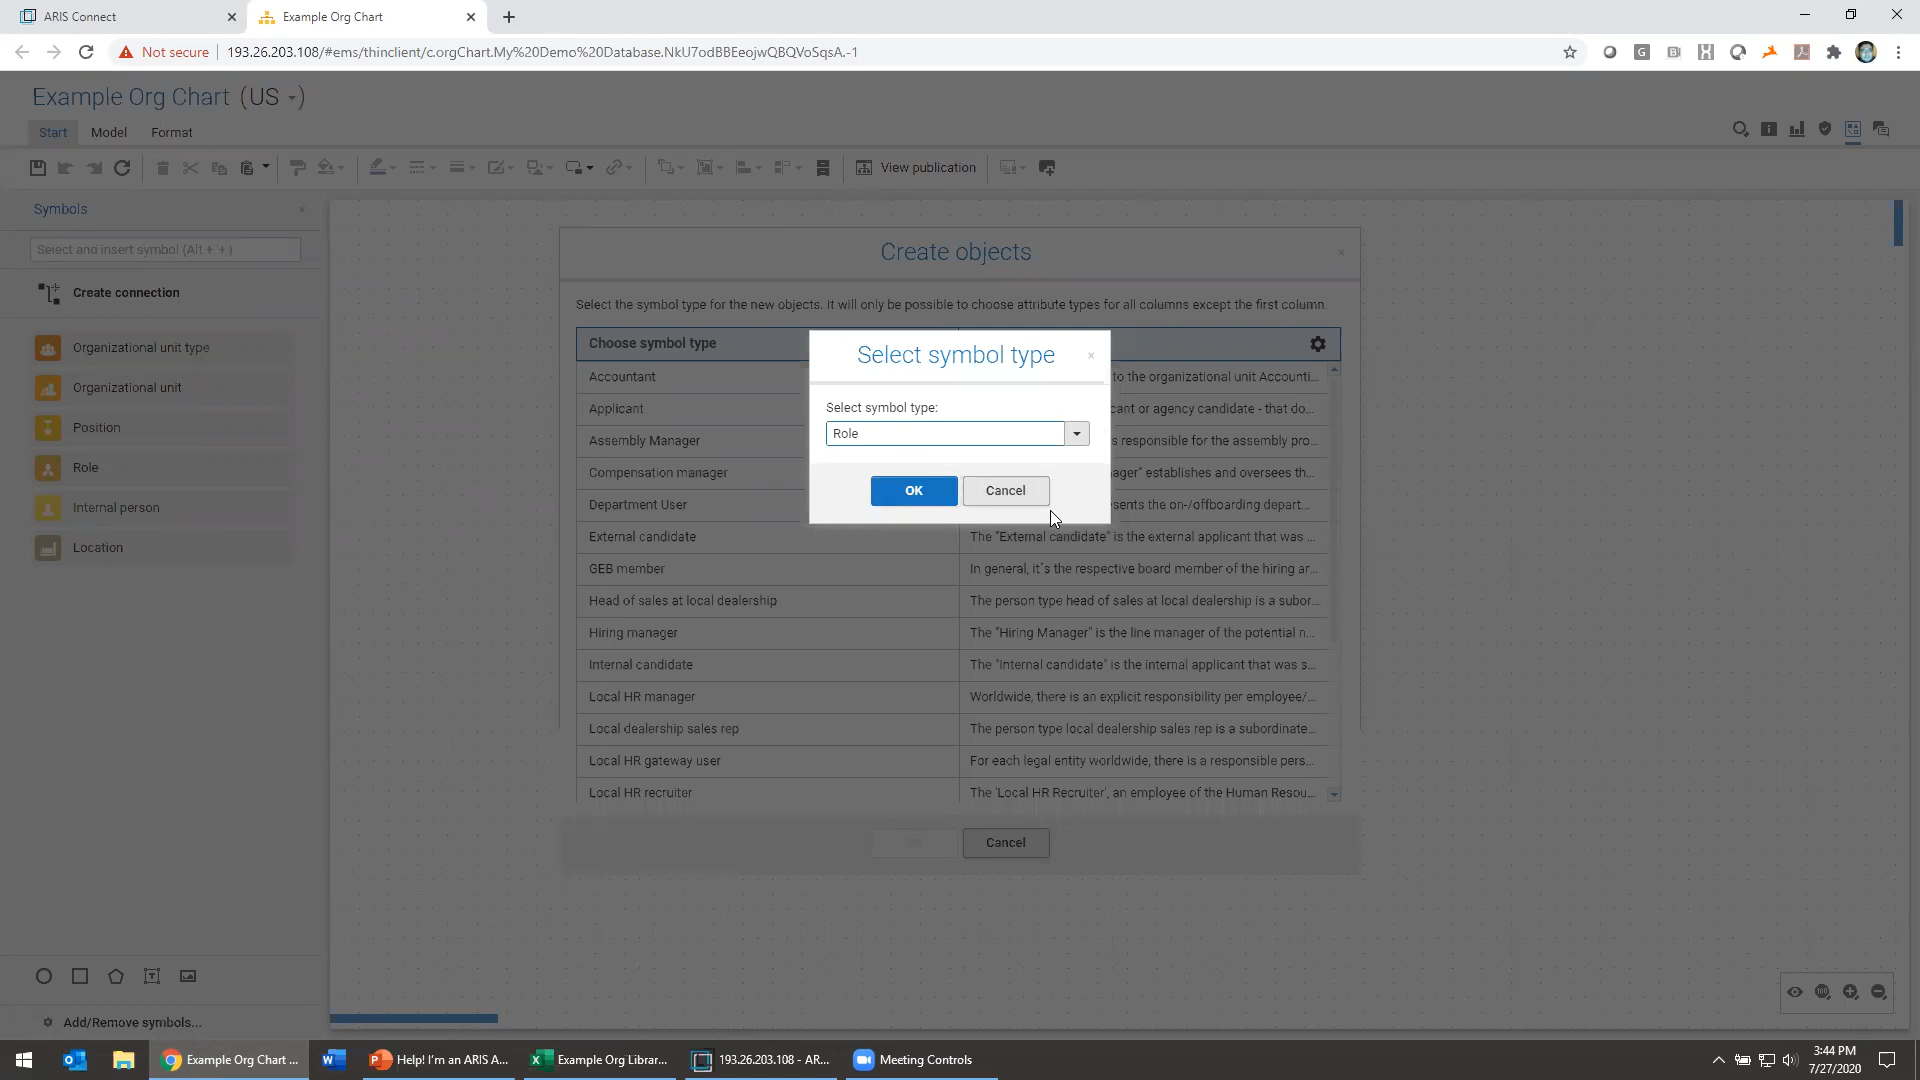 ARIS Connect
Example Org Chart
Not secure
193.26.203.108/#ems/thinclient/c.orgChart.My%20Demo%20Database.NkU7odBBEeojwQBQVoSqsA.-1
Example Org Chart (US )
Start Model Format
View publication
Symbols
Select and insert symbol (Alt + '+')
Create connection
Organizational unit type
Organizational unit
Position
Role
Internal person
Location
Add/Remove symbols...
Create objects
Select the symbol type for the new objects. It will only be possible to choose attribute types for all columns except the first column.
Choose symbol type
Accountant to the organizational unit Accounti...
Applicant cant or agency candidate - that do...
Assembly Manager s responsible for the assembly pro...
Compensation manager ager" establishes and oversees th...
Department User esents the on-/offboarding depart...
External candidate The "External candidate" is the external applicant that was ...
GEB member In general, it's the respective board member of the hiring ar...
Head of sales at local dealership The person type head of sales at local dealership is a subor...
Hiring manager The "Hiring Manager" is the line manager of the potential n...
Internal candidate The "Internal candidate" is the internal applicant that was s...
Local HR manager Worldwide, there is an explicit responsibility per employee/...
Local dealership sales rep The person type local dealership sales rep is a subordinate...
Local HR gateway user For each legal entity worldwide, there is a responsible pers...
Local HR recruiter The 'Local HR Recruiter', an employee of the Human Resou...
Cancel
Select symbol type
Select symbol type:
Role
OK Cancel
100
Example Org Chart ...
Help! I'm an ARIS A...
Example Org Librar...
193.26.203.108 - AR...
Meeting Controls
3:44 PM
7/27/2020